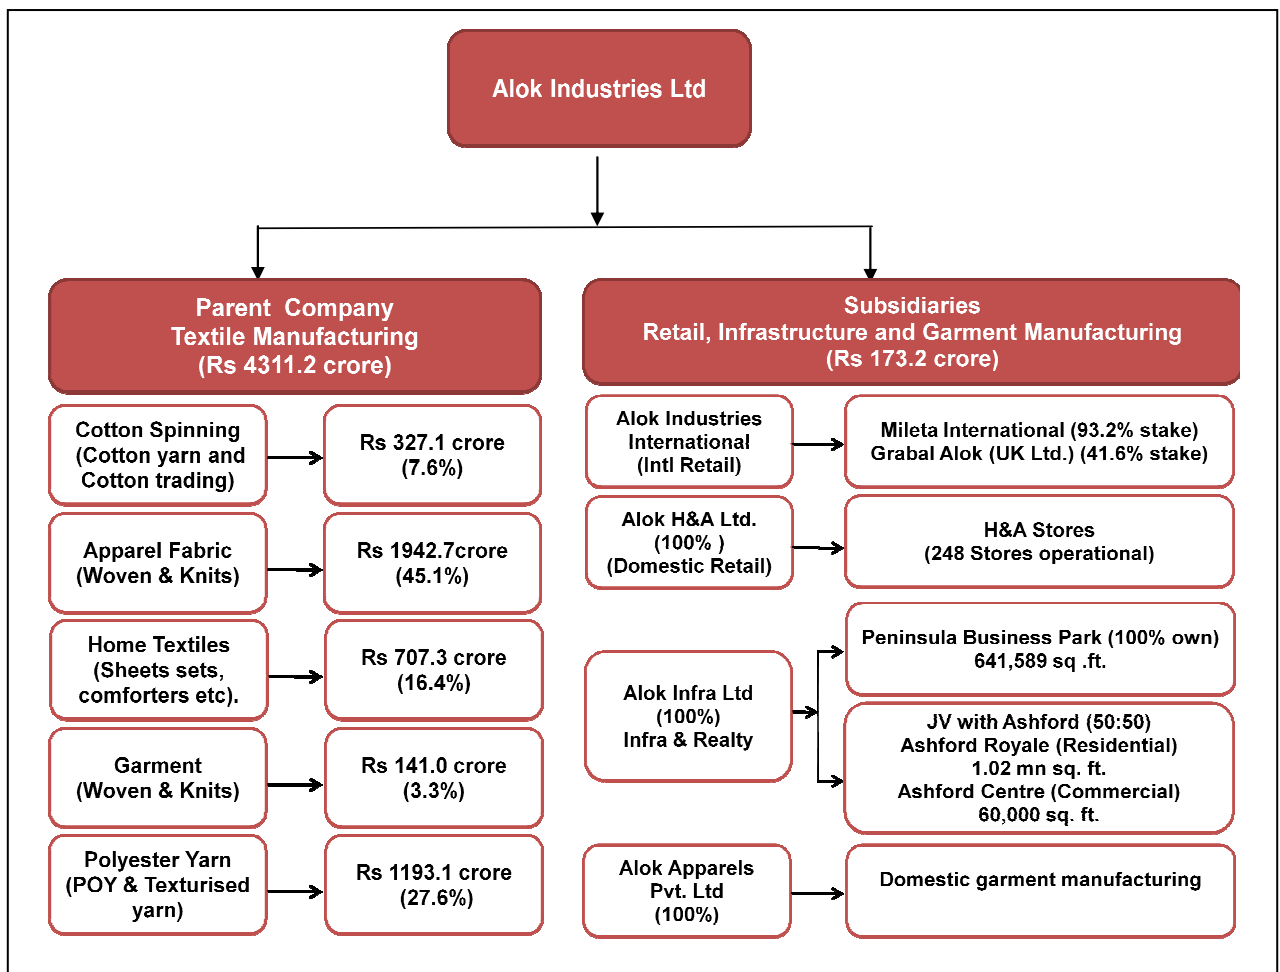 Alok Industries Ltd
Parent Company
Textile Manufacturing
(Rs 4311.2 crore)
Cotton Spinning
(Cotton yarn and
Cotton trading)
Rs 327.1 crore
(7.6%)
Apparel Fabric
(Woven & Knits)
Rs 1942.7crore
(45.1%)
Home Textiles
(Sheets sets,
comforters etc).
Rs 707.3 crore
(16.4%)
Garment
(Woven & Knits)
Rs 141.0 crore
(3.3%)
Polyester Yarn
(POY & Texturised
yarn)
Rs 1193.1 crore
(27.6%)
Subsidiaries
Retail, Infrastructure and Garment Manufacturing
(Rs 173.2 crore)
Alok Industries
International
(Intl Retail)
Mileta International (93.2% stake)
Grabal Alok (UK Ltd.) (41.6% stake)
Alok H&A Ltd.
(100% )
(Domestic Retail)
H&A Stores
(248 Stores operational)
Alok Infra Ltd
(100%)
Infra & Realty
Peninsula Business Park (100% own)
641,589 sq .ft.
JV with Ashford (50:50)
Ashford Royale (Residential)
1.02 mn sq. ft.
Ashford Centre (Commercial)
60,000 sq. ft.
Alok Apparels
Pvt. Ltd
(100%)
Domestic garment manufacturing